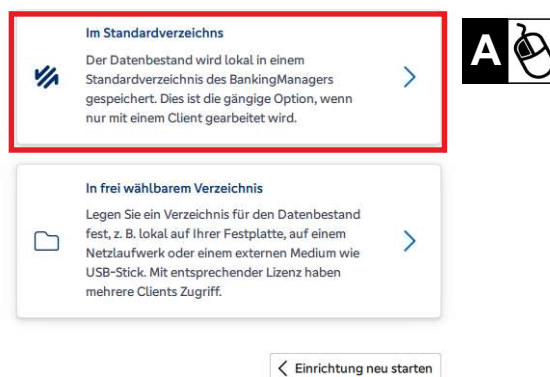 Im Standardverzeichns
Der Datenbestand wird lokal in einem
Standardverzeichnis des BankingManagers
gespeichert. Dies ist die gängige Option, wenn
nur mit einem Client gearbeitet wird.
A
In frei wählbarem Verzeichnis
Legen Sie ein Verzeichnis für den Datenbestand
fest, z. B. lokal auf Ihrer Festplatte, auf einem
Netzlaufwerk oder einem externen Medium wie
USB-Stick. Mit entsprechender Lizenz haben
mehrere Clients Zugriff.
Einrichtung neu starten